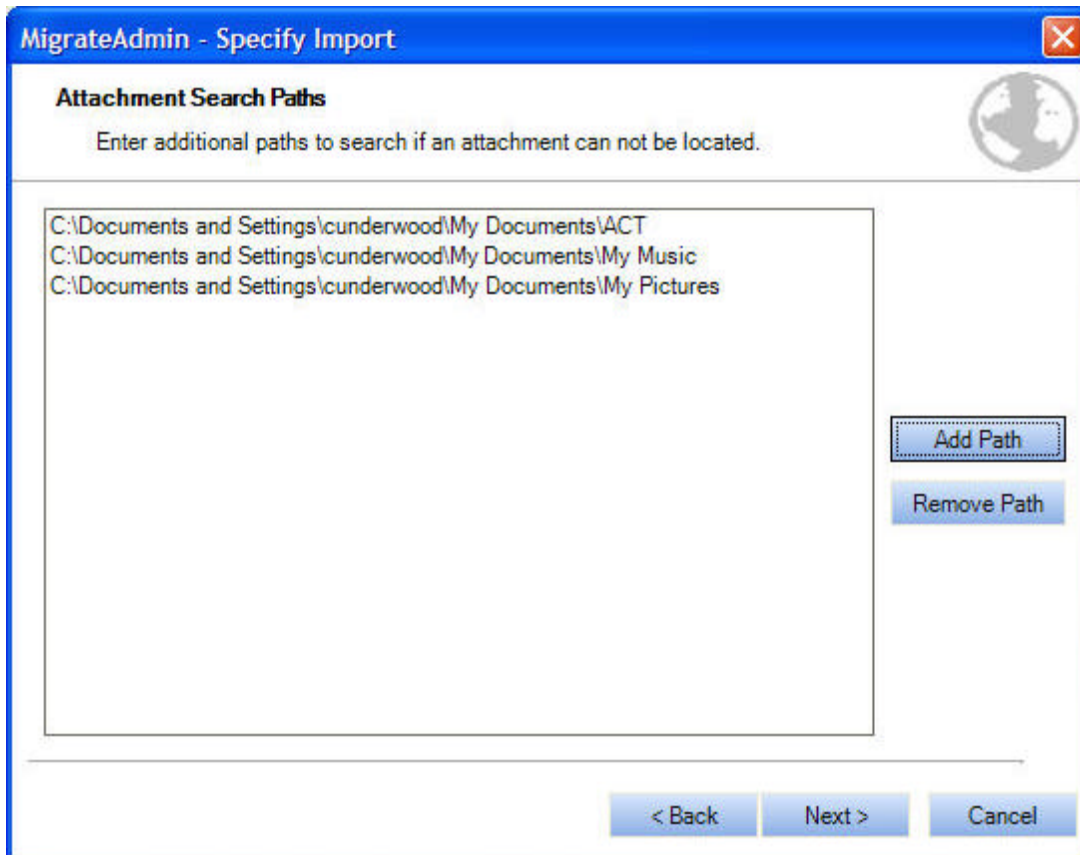 MigrateAdmin - Specify Import
Attachment Search Paths
Enter additional paths to search if an attachment can not be located.
C:\Documents and Settings\cunderwood\My Documents\ACT
C:\Documents and Settings\cunderwood\My Documents\My Music
C:\Documents and Settings\cunderwood\My Documents\My Pictures
Add Path
Remove Path
< Back
Next >
Cancel